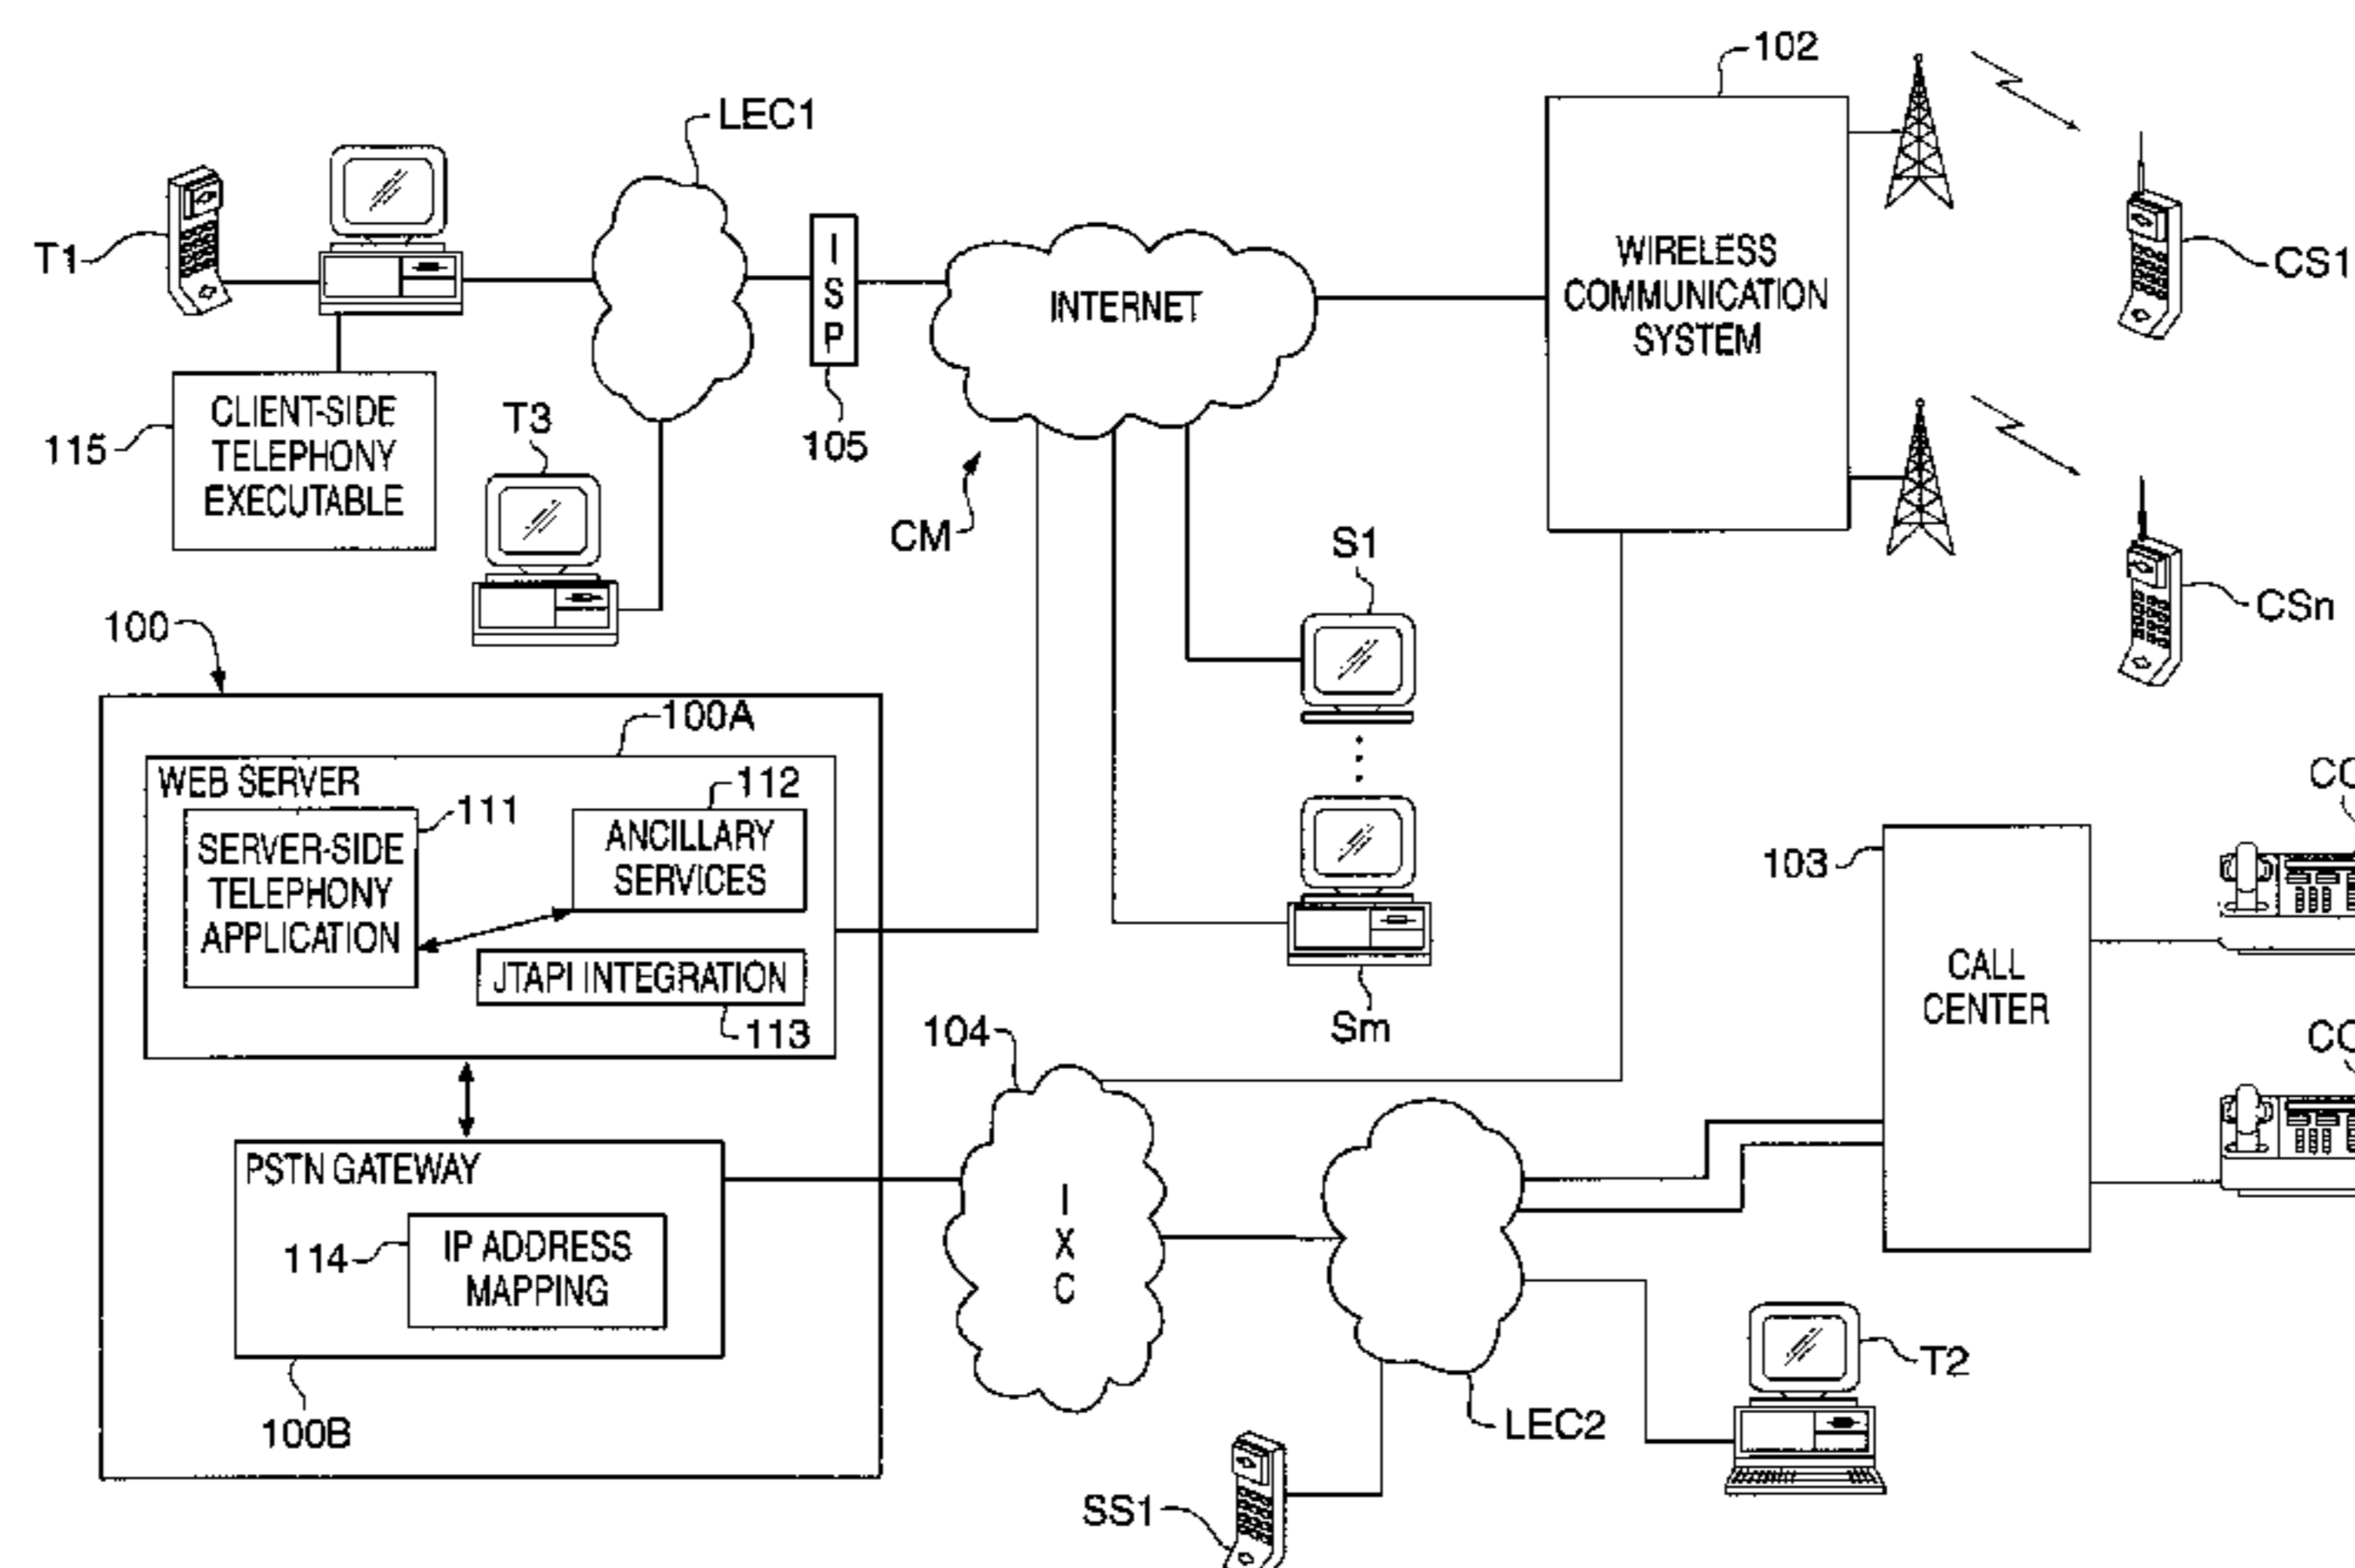 102
LEC1
T1
I
S
P
INTERNET
WIRELESS
COMMUNICATION
SYSTEM
CS1
115
CLIENT-SIDE
TELEPHONY
EXECUTABLE
T3
105
CM
S1
CSn
100
100A
WEB SERVER
111
112
SERVER-SIDE
TELEPHONY
APPLICATION
ANCILLARY
SERVICES
JTAPI INTEGRATION
113
Sm
103
CALL
CENTER
104
PSTN GATEWAY
114
IP ADDRESS
MAPPING
I
X
C
100B
LEC2
T2
SS1